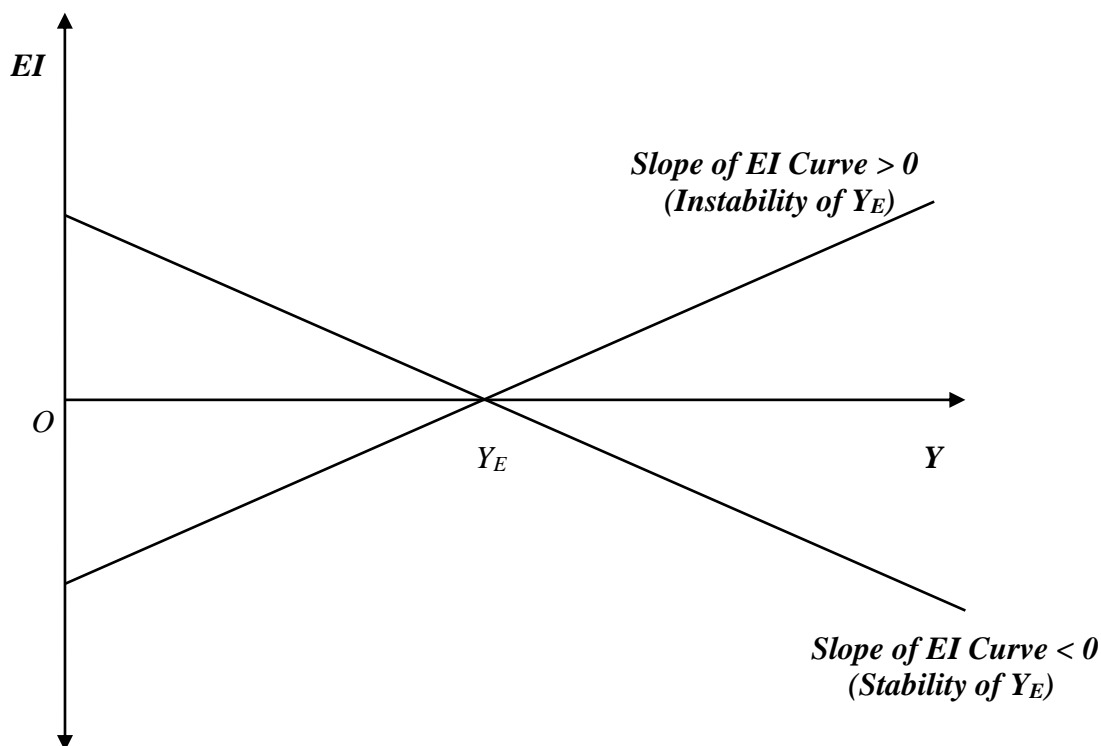 EI
Slope of EI Curve > 0
(Instability of YE)
O
YE
Y
Slope of EI Curve < 0
(Stability of YE)